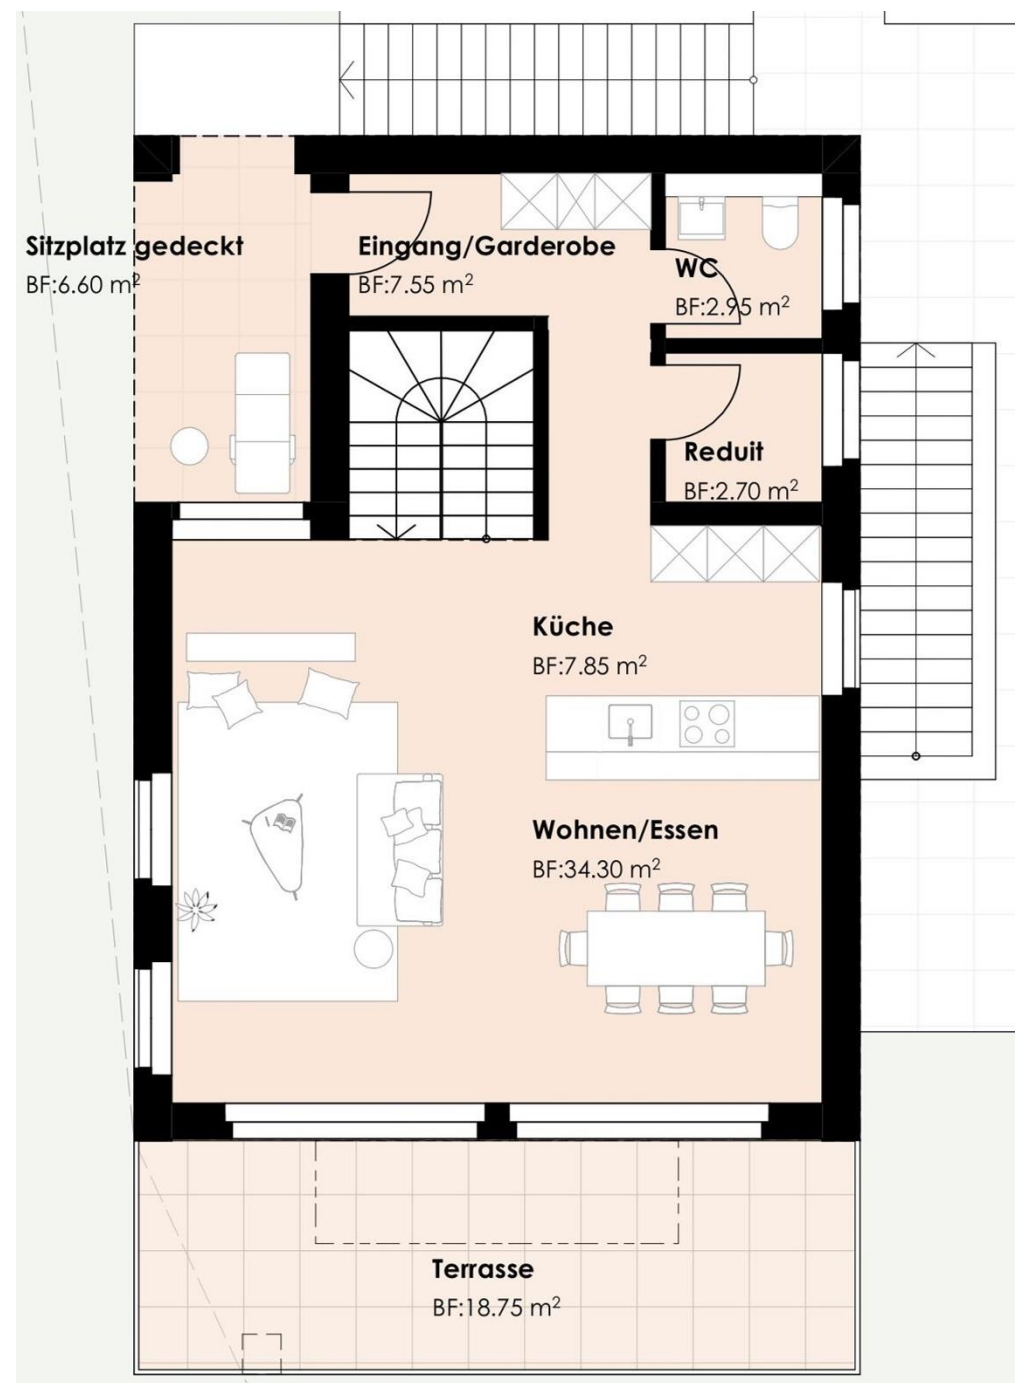 Sitzplatz gedeckt
BF:6.60 m²
Eingang/Garderobe
BF:7.55 m²
WC
BF:2.95 m²
Reduit
BF:2.70 m²
Küche
BF:7.85 m²
Wohnen/Essen
BF:34.30 m²
Terrasse
BF:18.75 m²